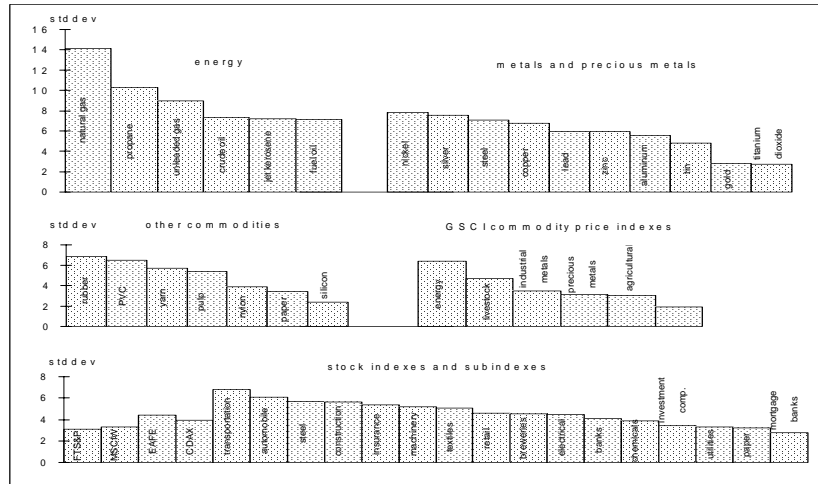 std dev
energy
metals and precious metals
16
14
12
10
8
6
4
2
0
natural gas
propane
unleaded gas
crude oil
jet kerosene
fuel oil
nickel
silver
steel
copper
lead
zinc
aluminum
tin
gold
titanium
dioxide
std dev
other commodities
GSCI commodity price indexes
8
6
4
2
0
rubber
PVC
yarn
pulp
nylon
paper
silicon
energy
livestock
industrial
metals
precious
metals
agricultural
std dev
stock indexes and subindexes
8
6
4
2
0
FTS&P
MSCIW
EAFE
CDAX
transportation
automobile
steel
construction
insurance
machinery
textiles
retail
breweries
electrical
banks
chemicals
Investment
comp.
utilities
paper
mortgage
banks